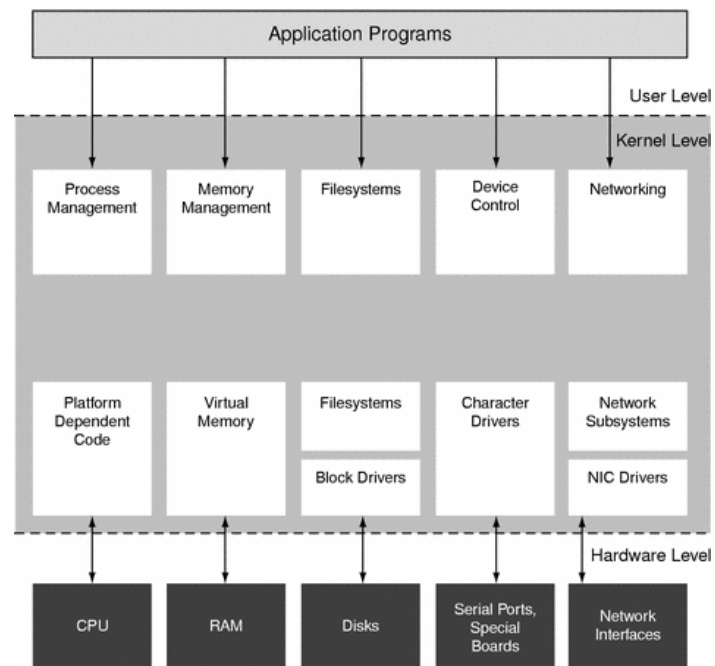 Application Programs
User Level
Kernel Level
Process
Management
Memory
Management
Filesystems
Device
Control
Networking
Platform
Dependent
Code
Virtual
Memory
Filesystems
Block Drivers
Character
Drivers
Network
Subsystems
NIC Drivers
Hardware Level
CPU
RAM
Disks
Serial Ports,
Special
Boards
Network
Interfaces